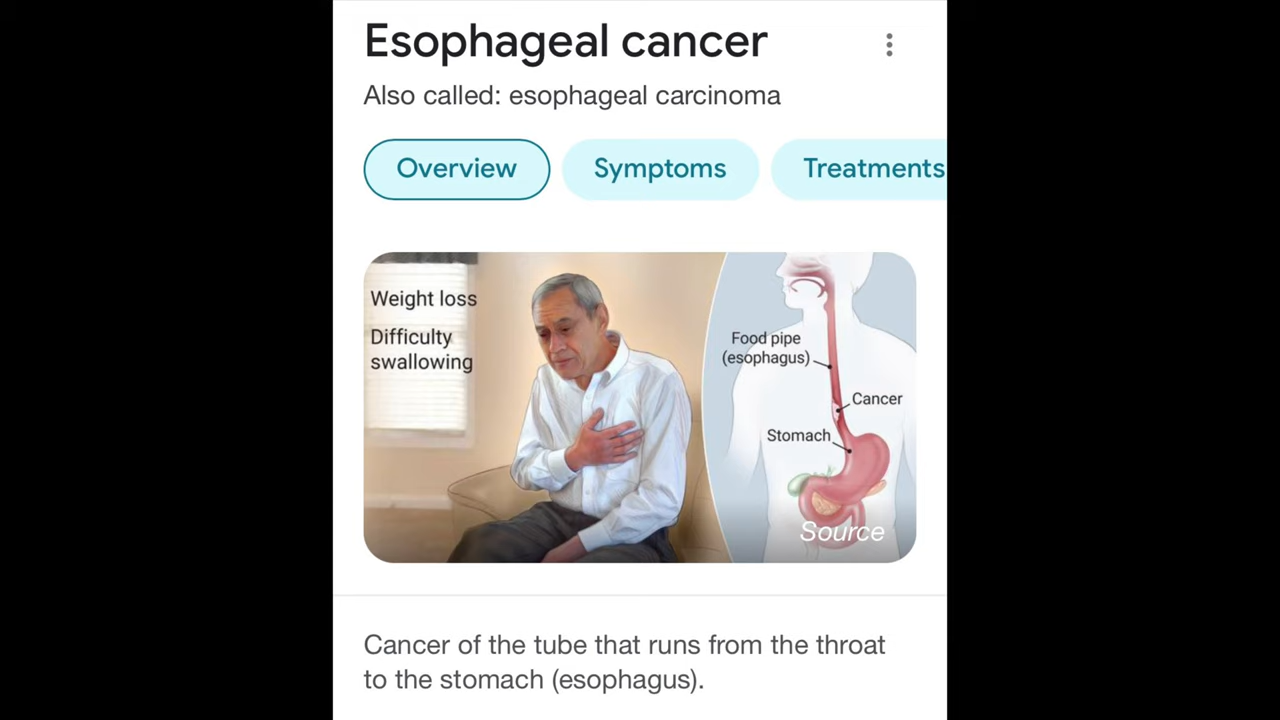 Esophageal cancer
Also called: esophageal carcinoma
Overview
Symptoms
Treatments
Weight loss
Difficulty
swallowing
Food pipe
(esophagus)
Cancer
Stomach
Source
Cancer of the tube that runs from the throat
to the stomach (esophagus).